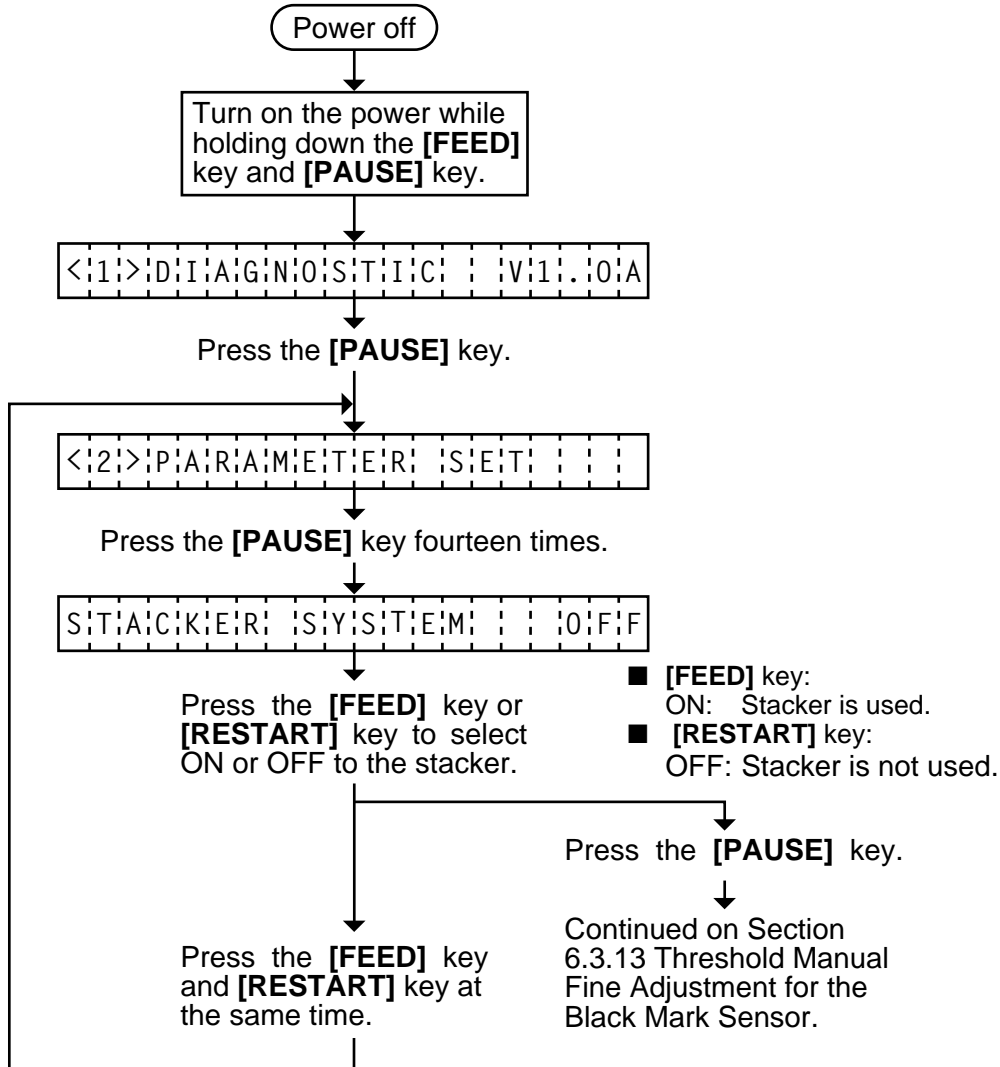 Power off
Turn on the power while
holding down the [FEED]
key and [PAUSE] key.
<1>DIAGNOSTIC  V1.0A
Press the [PAUSE] key.
<2>PARAMETER SET
Press the [PAUSE] key fourteen times.
STACKER SYSTEM   OFF
Press the [FEED] key or
[RESTART] key to select
ON or OFF to the stacker.
■ [FEED] key:
ON: Stacker is used.
■ [RESTART] key:
OFF: Stacker is not used.
Press the [PAUSE] key.
Continued on Section
6.3.13 Threshold Manual
Fine Adjustment for the
Black Mark Sensor.
Press the [FEED] key
and [RESTART] key at
the same time.